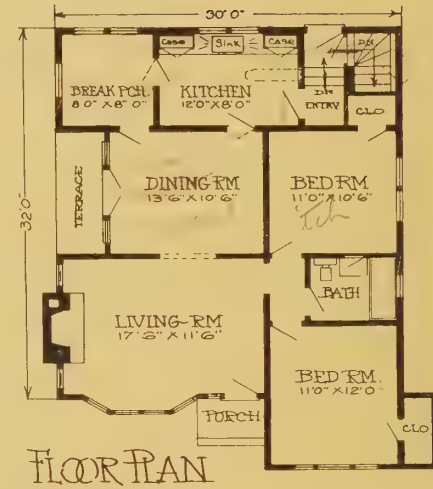 30'0"
Case
Sink
Case
DN
BREAK PCH.
8'0" X 8'0"
KITCHEN
12'0" X 8'0"
DN
ENTRY
CLO
32'0"
TERRACE
DINING RM
13'6" X 10'6"
BED RM
11'0" X 10'6"
BATH
LIVING-RM
17'6" X 11'6"
BED RM.
11'0" X 12'0"
PORCH
CLO
FLOOR PLAN